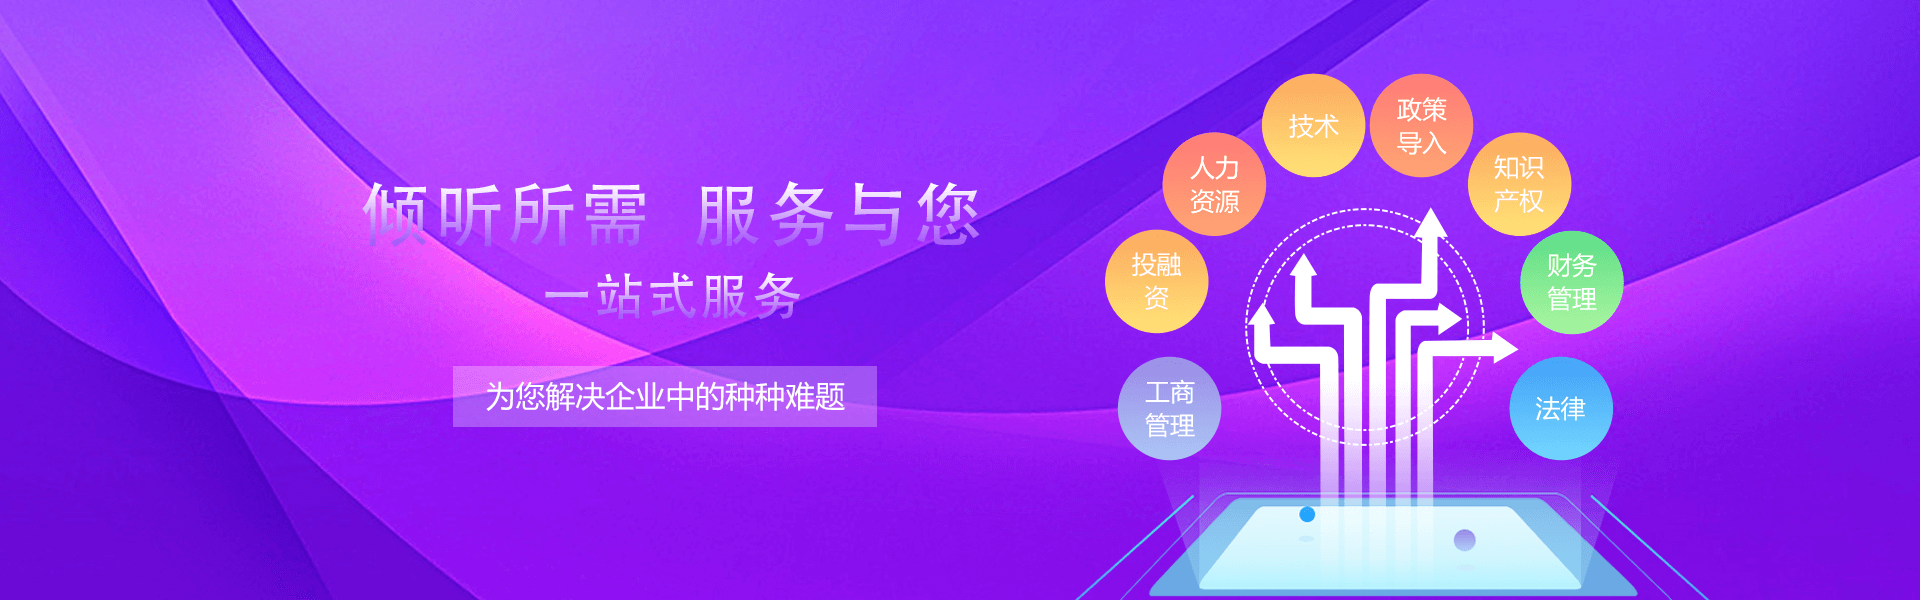 倾听所需 服务与您
一站式服务
为您解决企业中的种种难题
工商
管理
投融
资
人力
资源
技术
政策
导入
知识
产权
财务
管理
法律